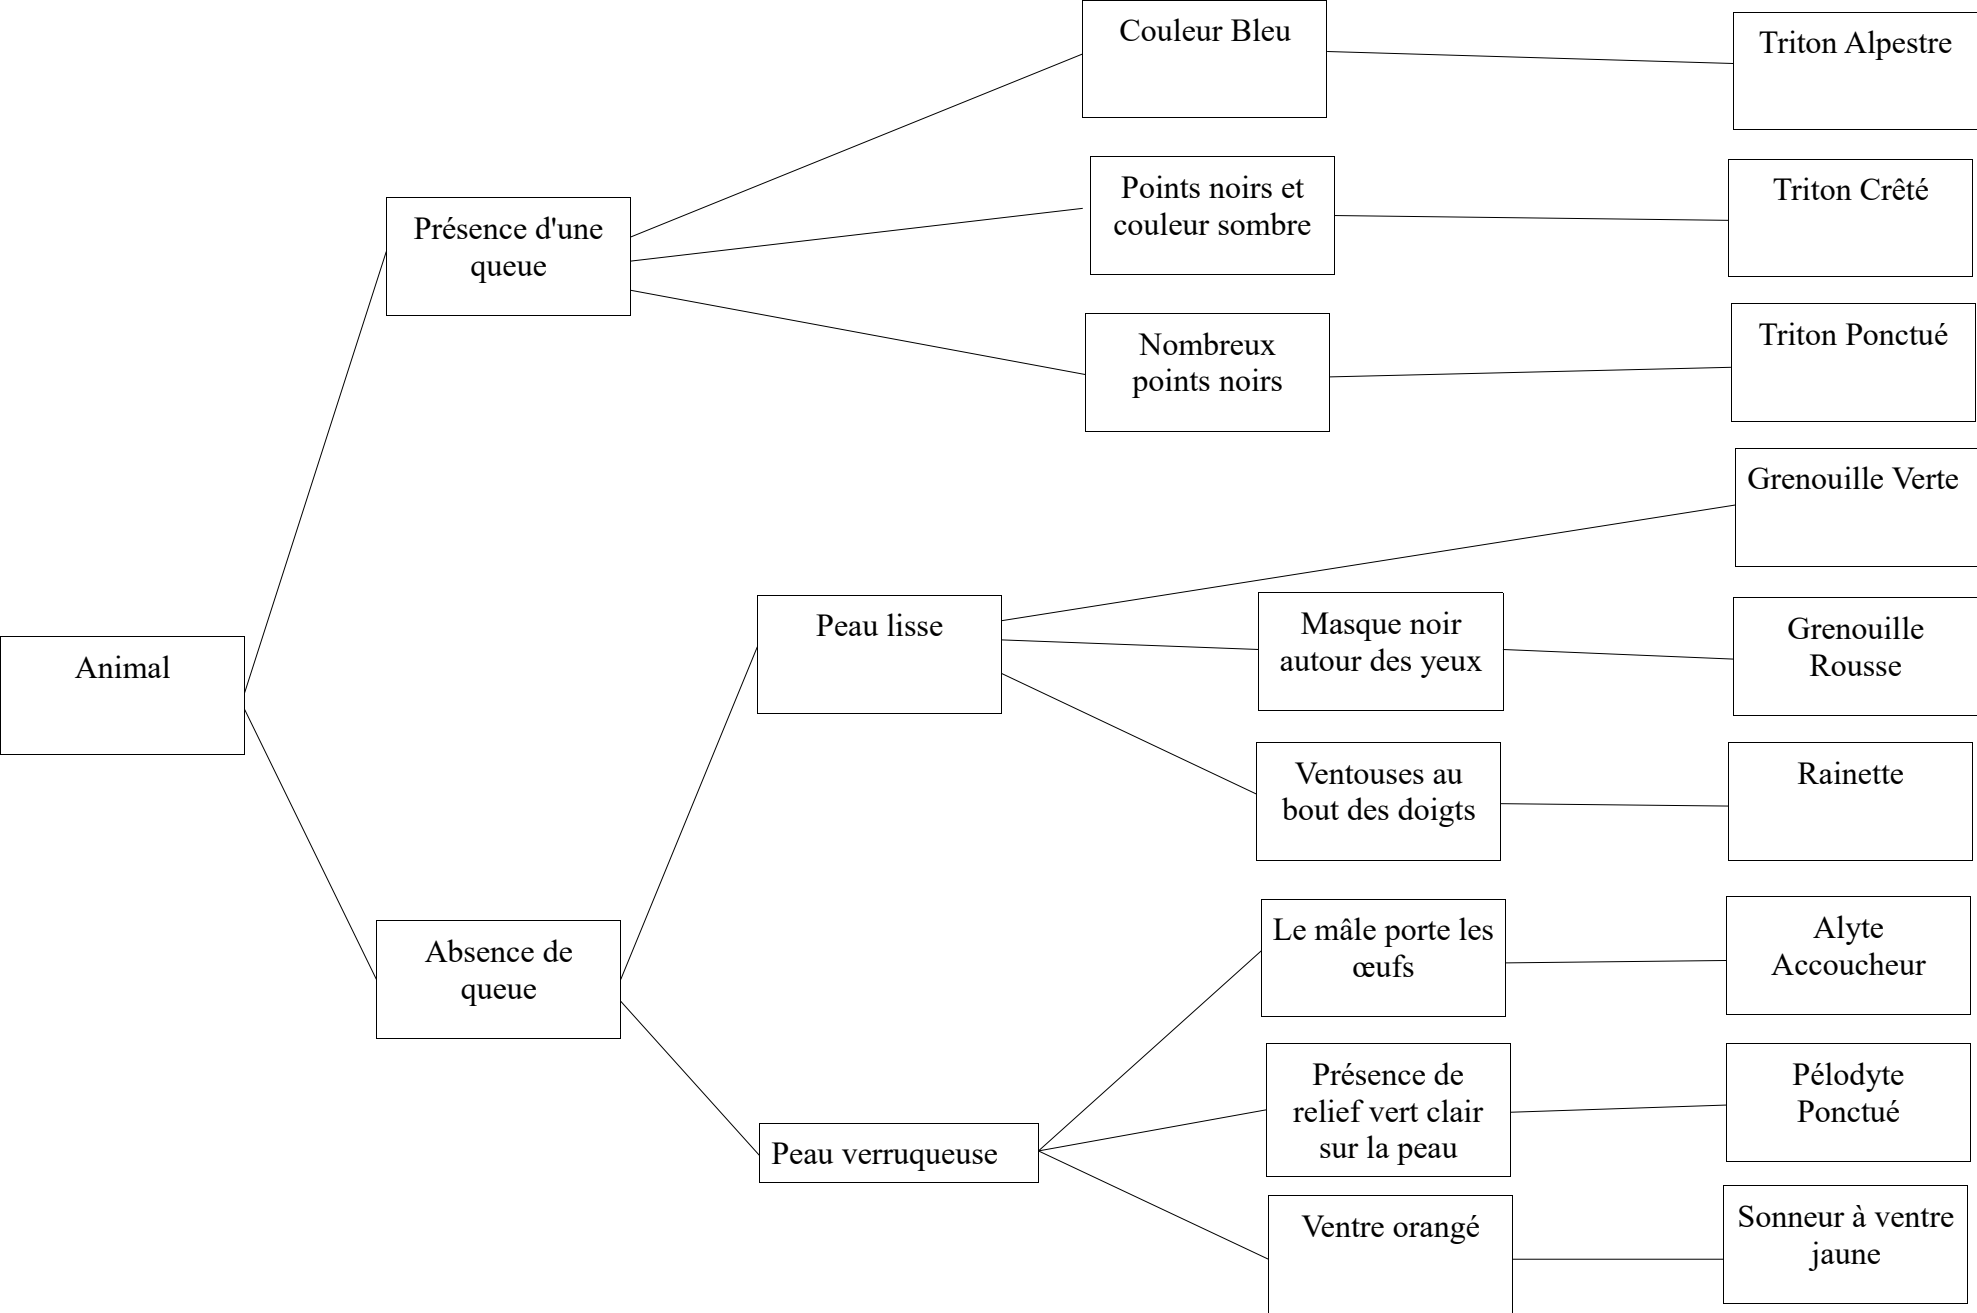 Couleur Bleu
Triton Alpestre
Points noirs et
couleur sombre
Triton Crêté
Présence d'une
queue
Nombreux
points noirs
Triton Ponctué
Grenouille Verte
Animal
Peau lisse
Masque noir
autour des yeux
Grenouille
Rousse
Ventouses au
bout des doigts
Rainette
Absence de
queue
Le mâle porte les
œufs
Alyte
Accoucheur
Peau verruqueuse
Présence de
relief vert clair
sur la peau
Pélodyte
Ponctué
Ventre orangé
Sonneur à ventre
jaune